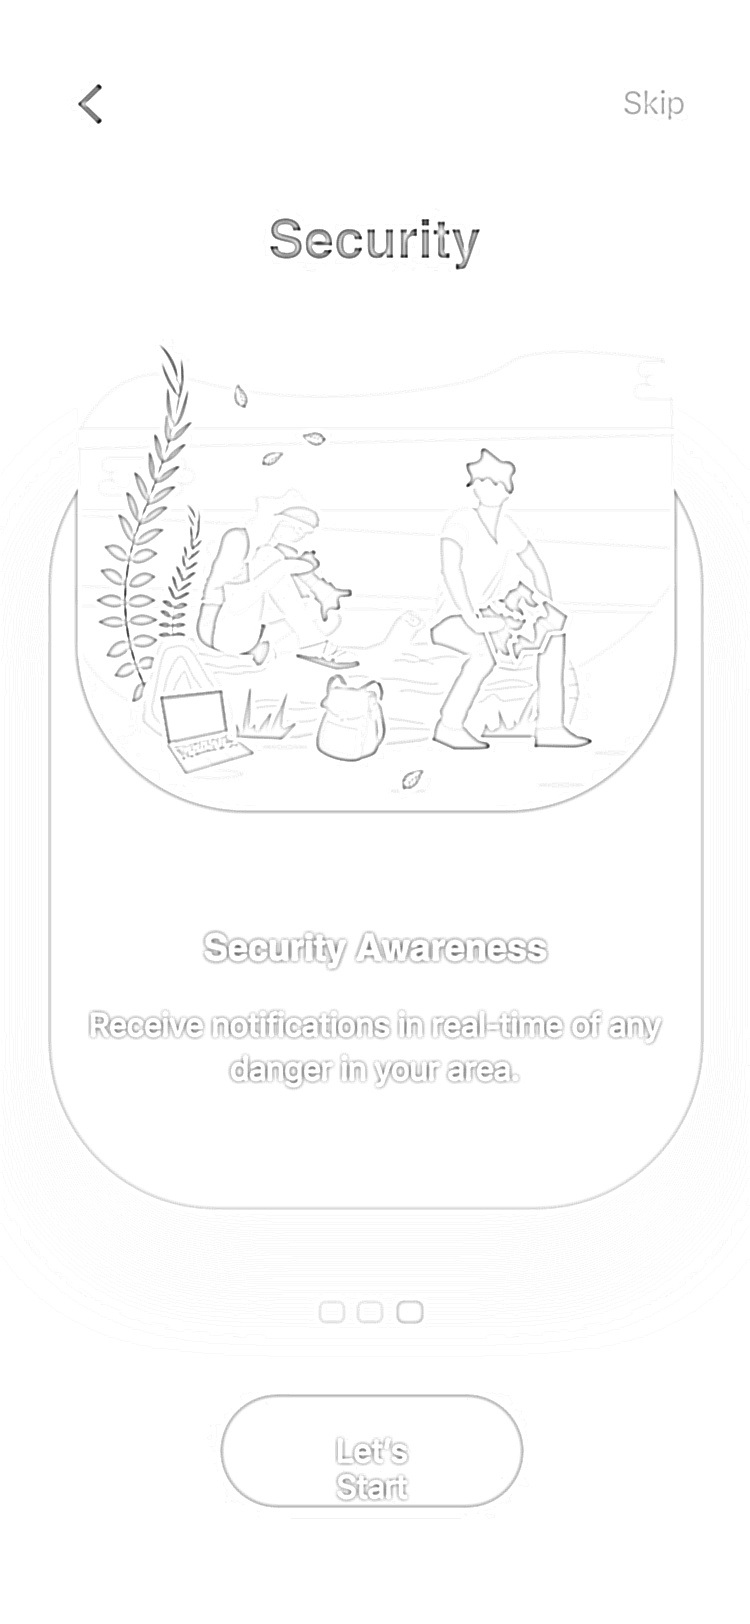 Skip
Security
Security Awareness
Receive notifications in real-time of any
danger in your area.
Let's
Start